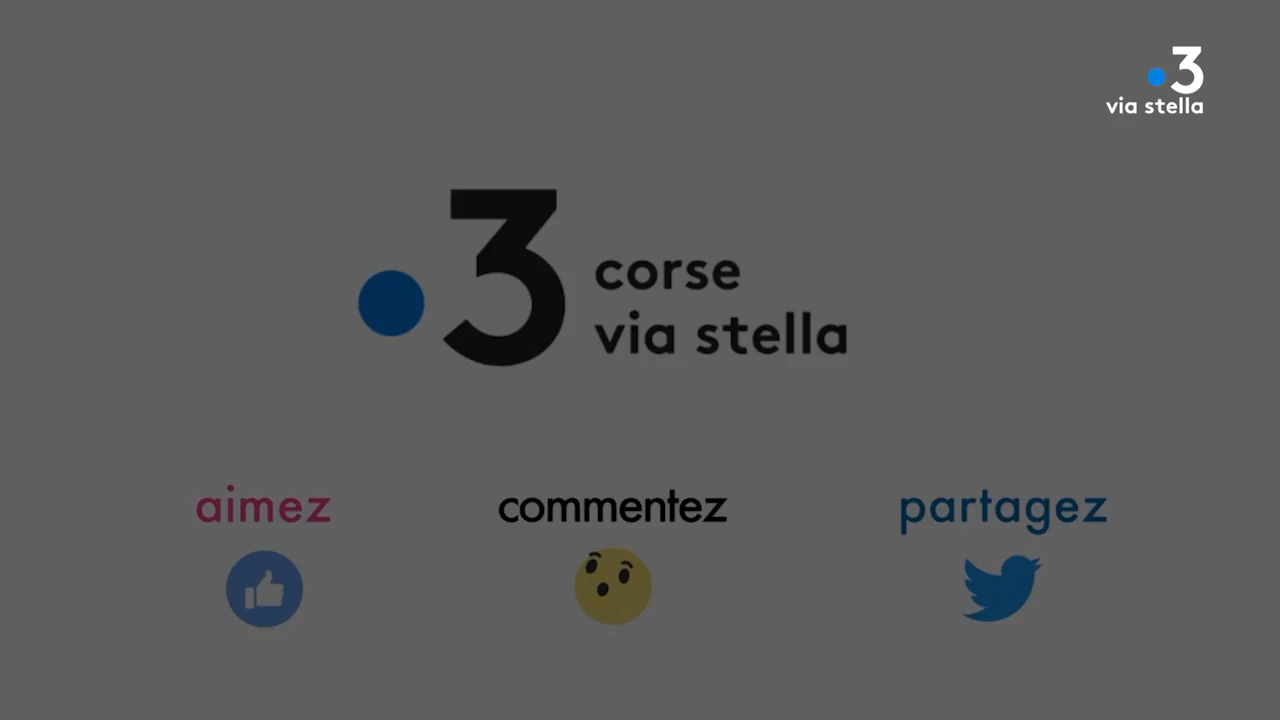 3
via stella
3
corse
via stella
aimez
commentez
partagez